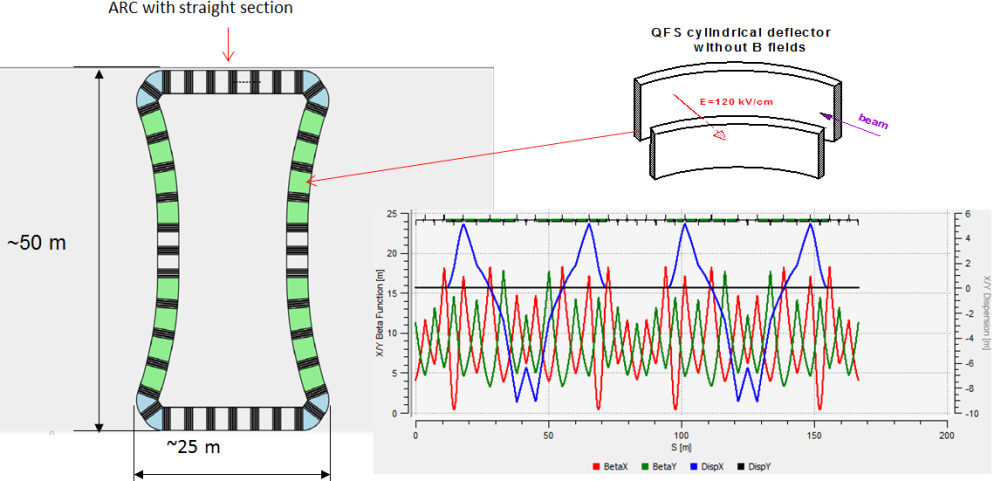 ARC with straight section
QFS cylindrical deflector
without B fields
E=120 kV/cm
beam
~50 m
~25 m
25
20
15
10
5
0
X/Y Beta Function [m]
6
4
2
0
-2
-4
-6
-8
-10
X/Y Dispersion [m]
0
50
100
150
200
S [m]
BetaX
BetaY
DispX
DispY